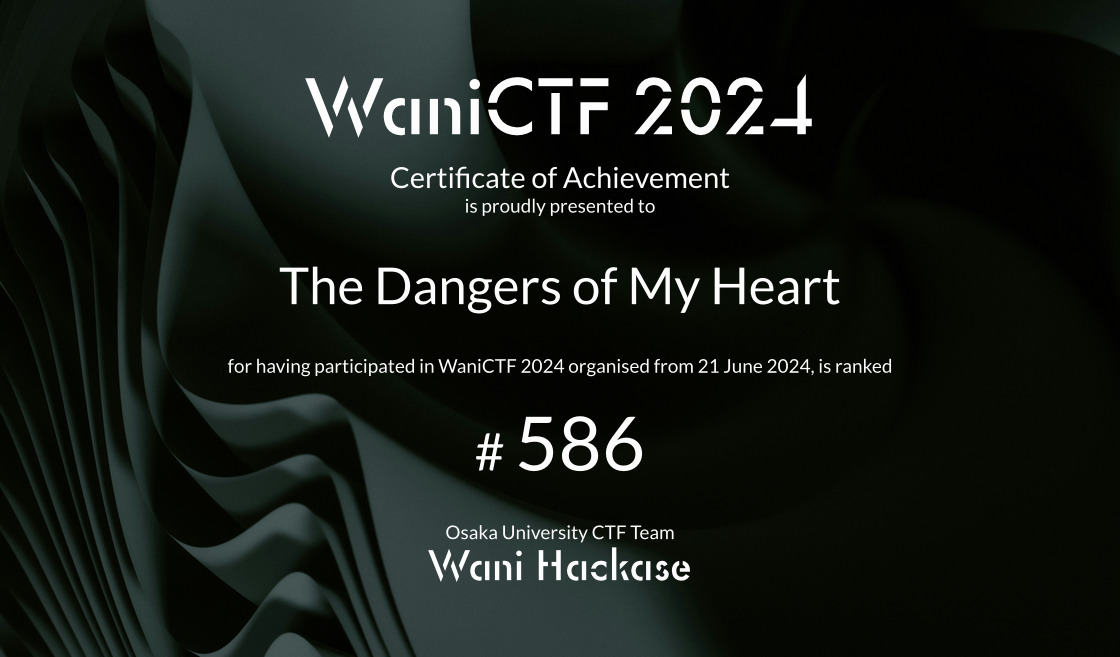 WaniCTF 2024
Certificate of Achievement
is proudly presented to
The Dangers of My Heart
for having participated in WaniCTF 2024 organised from 21 June 2024, is ranked
# 586
Osaka University CTF Team
Wani Hackase